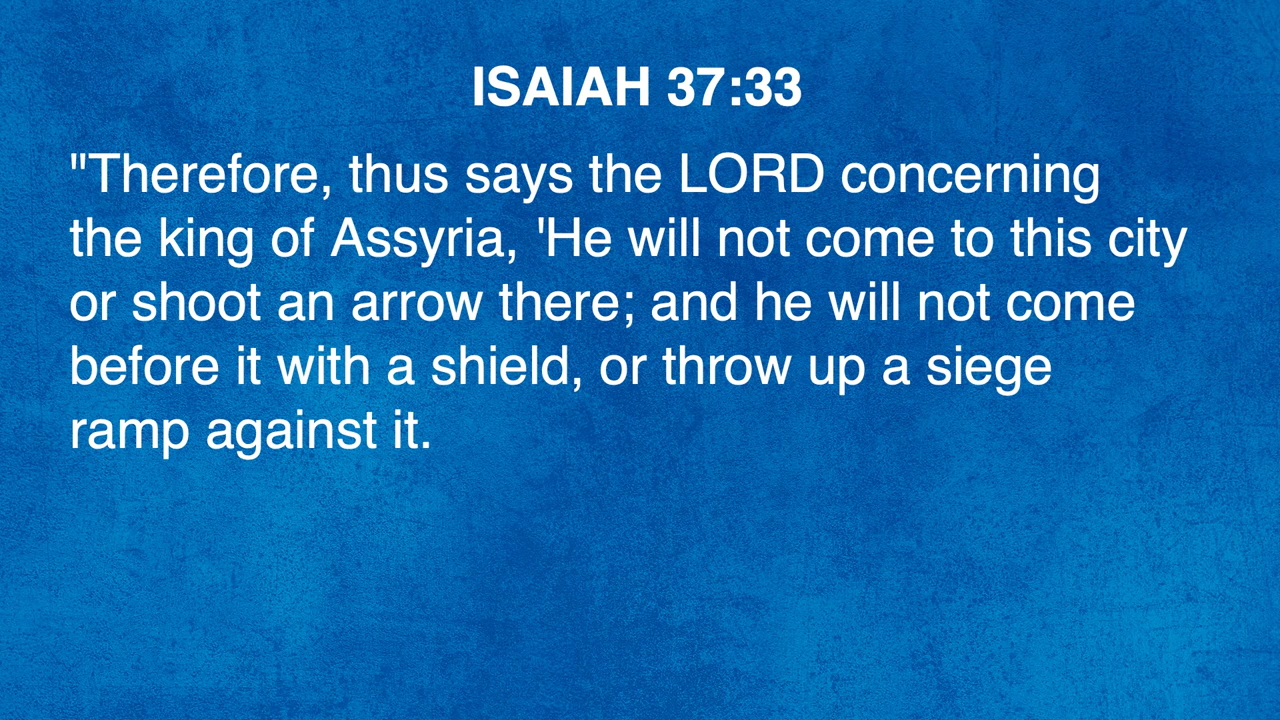 ISAIAH 37:33
"Therefore, thus says the LORD concerning
the king of Assyria, 'He will not come to this city
or shoot an arrow there; and he will not come
before it with a shield, or throw up a siege
ramp against it.